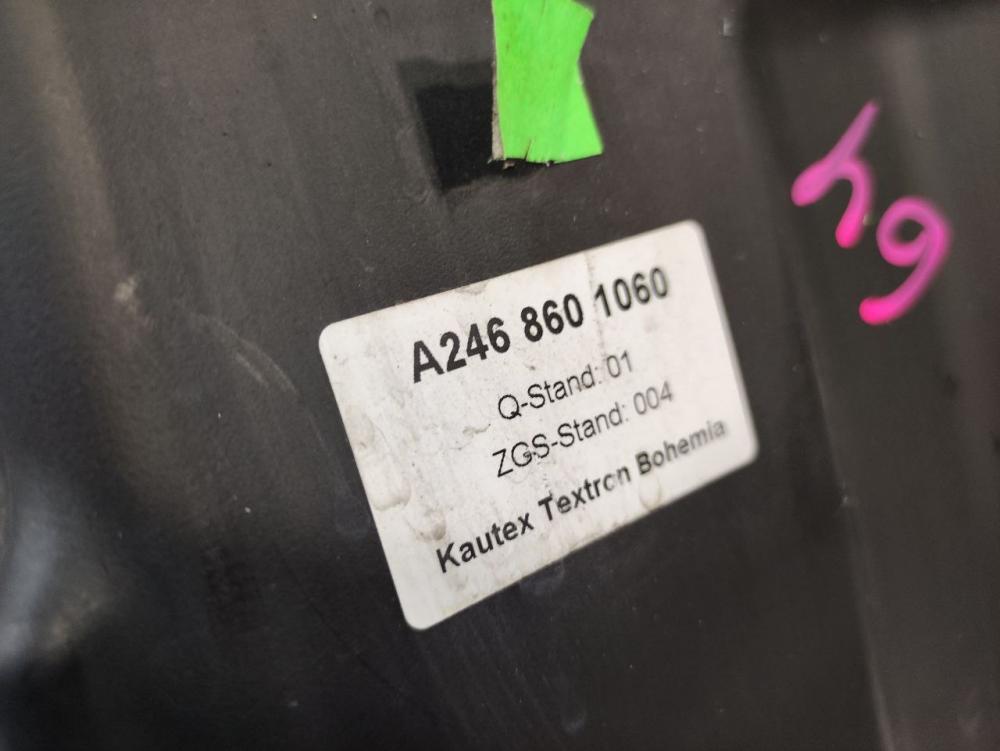 A246 860 1060
Q-Stand: 01
ZGS-Stand: 004
Kautex Textron Bohemia